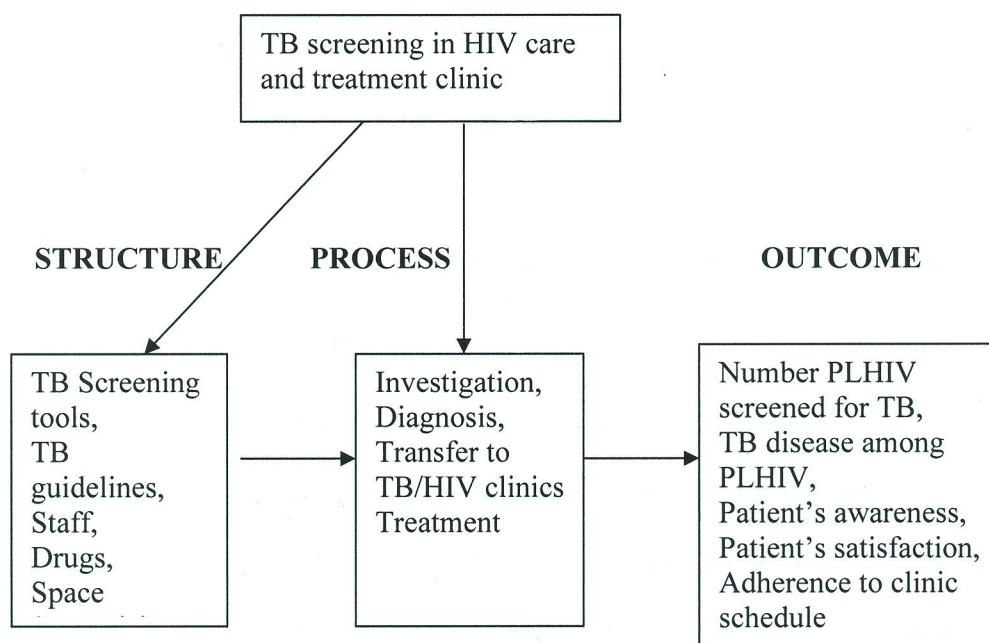 TB screening in HIV care
and treatment clinic
STRUCTURE
PROCESS
OUTCOME
TB Screening
tools,
TB
guidelines,
Staff,
Drugs,
Space
Investigation,
Diagnosis,
Transfer to
TB/HIV clinics
Treatment
Number PLHIV
screened for TB,
TB disease among
PLHIV,
Patient’s awareness,
Patient’s satisfaction,
Adherence to clinic
schedule